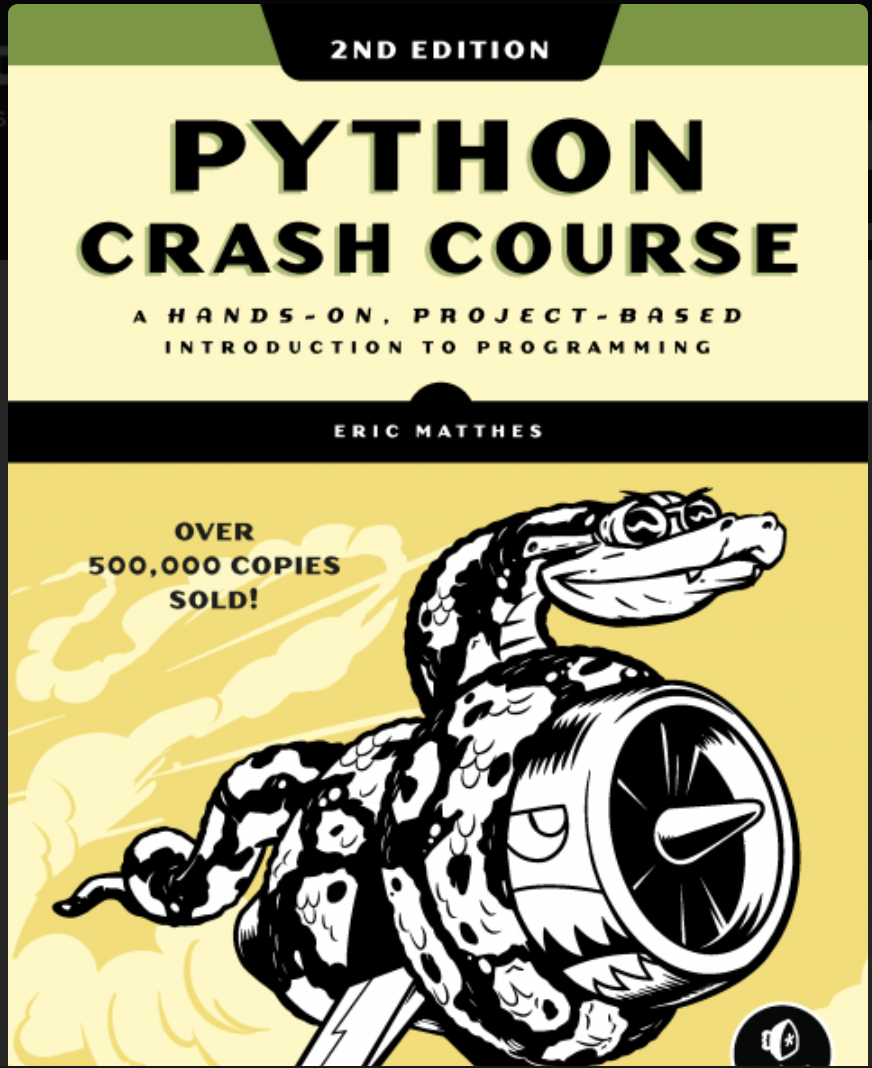 2ND EDITION
PYTHON
CRASH COURSE
A HANDS-ON, PROJECT-BASED
INTRODUCTION TO PROGRAMMING
ERIC MATTHES
OVER
500,000 COPIES
SOLD!